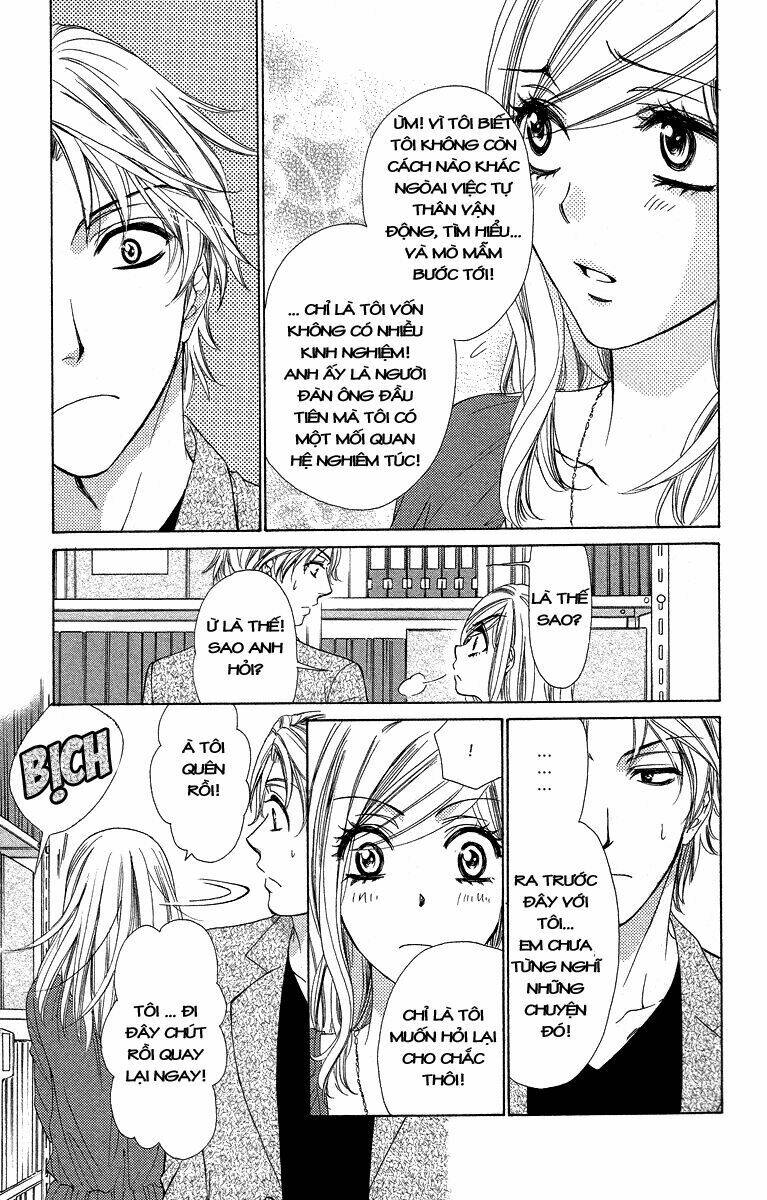 ỪM! VÌ TÔI BIẾT
TÔI KHÔNG CÒN
CÁCH NÀO KHÁC
NGÒAI VIỆC TỰ
THÂN VẬN
ĐỘNG, TÌM HIỂU...
VÀ MÒ MẪM
BƯỚC TỚI!
... CHỈ LÀ TÔI VỐN
KHÔNG CÓ NHIỀU
KINH NGHIỆM!
ANH ẤY LÀ NGƯỜI
ĐÀN ÔNG ĐẦU
TIÊN MÀ TÔI CÓ
MỘT MỐI QUAN
HỆ NGHIÊM TÚC!
LÀ THẾ
SAO?
Ừ LÀ THẾ!
SAO ANH
HỎI?
...
...
...
RA TRƯỚC
ĐÂY VỚI
TÔI...
EM CHƯA
TỪNG NGHĨ
NHỮNG
CHUYỆN
ĐÓ!
!
CHỈ LÀ TÔI
MUỐN HỎI LẠI
CHO CHẮC
THÔI!
À TÔI
QUÊN
RỒI!
BỊCH
TÔI ... ĐI
ĐÂY CHÚT
RỒI QUAY
LẠI NGAY!